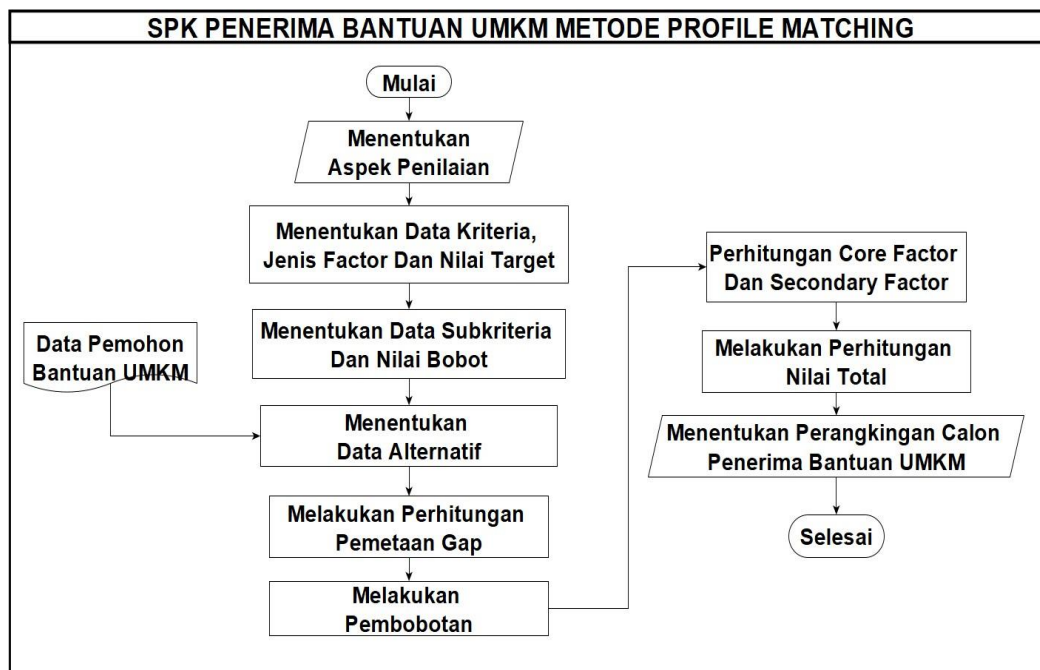 SPK PENERIMA BANTUAN UMKM METODE PROFILE MATCHING
Mulai
Menentukan
Aspek Penilaian
Menentukan Data Kriteria,
Jenis Factor Dan Nilai Target
Menentukan Data Subkriteria
Dan Nilai Bobot
Data Pemohon
Bantuan UMKM
Menentukan
Data Alternatif
Melakukan Perhitungan
Pemetaan Gap
Melakukan
Pembobotan
Perhitungan Core Factor
Dan Secondary Factor
Melakukan Perhitungan
Nilai Total
Menentukan Perangkingan Calon
Penerima Bantuan UMKM
Selesai